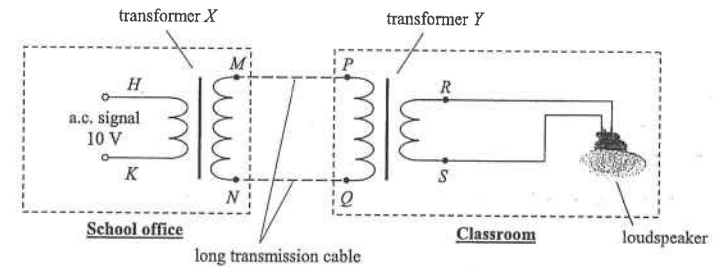 transformer X
transformer Y
M
P
H
R
a.c. signal
10 V
K
S
N
Q
School office
Classroom
loudspeaker
long transmission cable